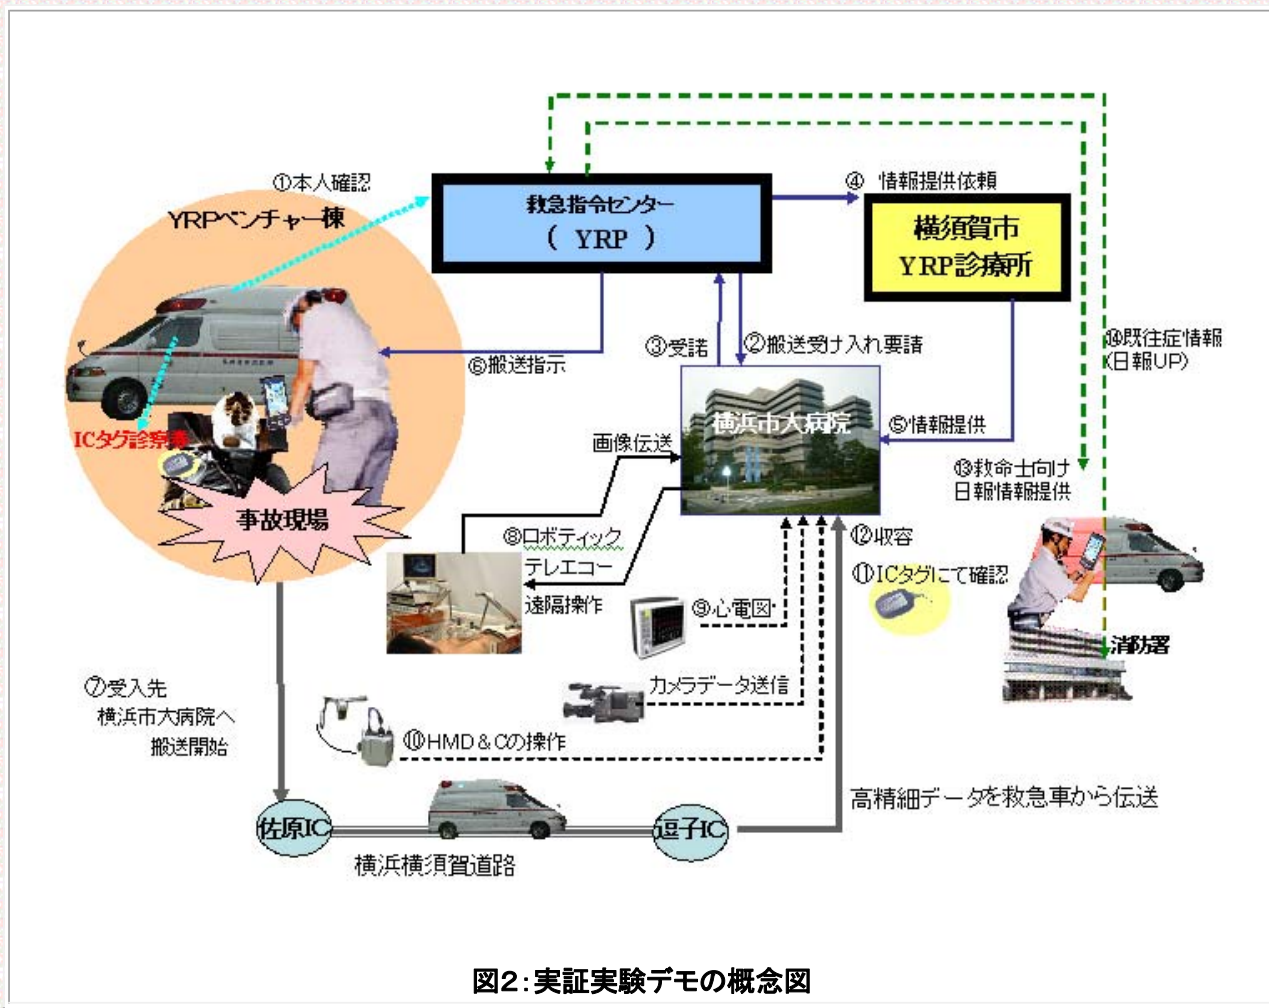 ①本人確認
YRPベンチャー棟
救急指令センター
( YRP )
④ 情報提供依頼
横須賀市
YRP診療所
③受諾
②搬送受け入れ要請
⑭既往症情報
(日報UP)
⑥搬送指示
横浜市大病院
⑤情報提供
ICタグ診察券
画像伝送
⑬救命士向け
日報情報提供
事故現場
⑧ロボティック
テレエコー
遠隔操作
⑫収容
⑪ICタグにて確認
⑨心電図
消防署
⑦受入先
横浜市大病院へ
搬送開始
カメラデータ送信
⑩HMD&Cの操作
高精細データを救急車から伝送
佐原IC
逗子IC
横浜横須賀道路
図2:実証実験デモの概念図